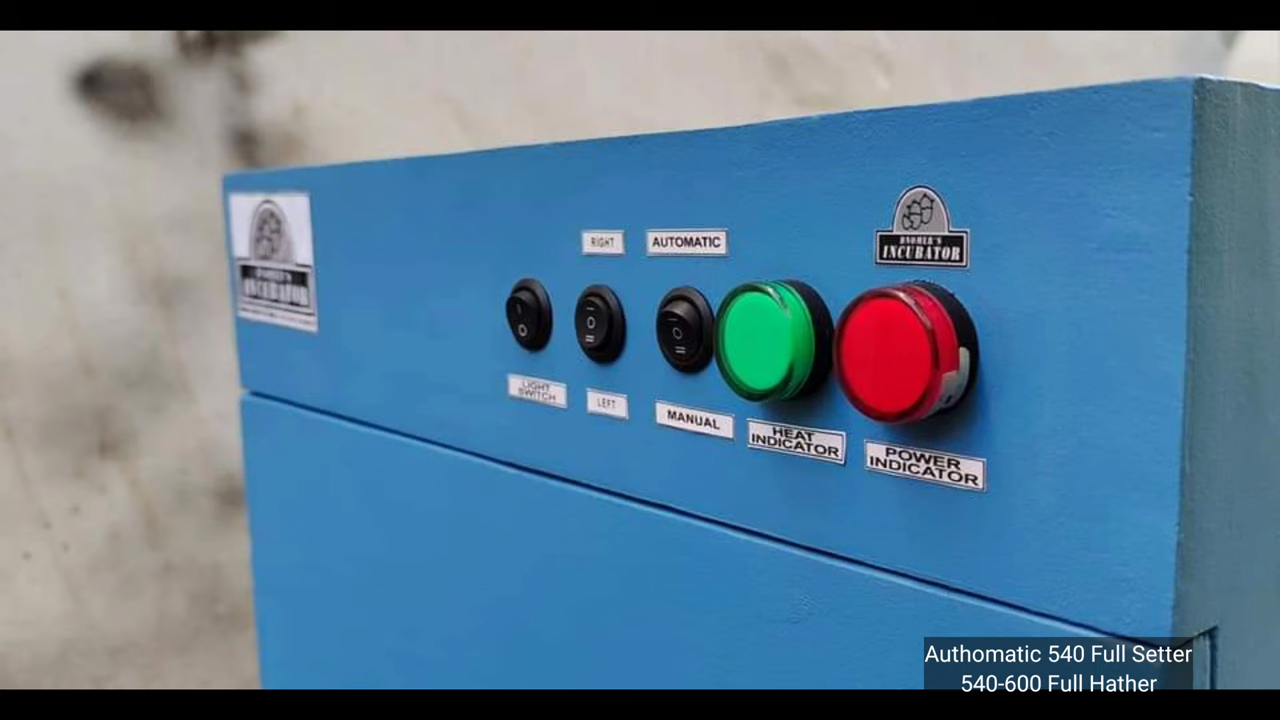 RIGHT
AUTOMATIC
BNOMER'S
INCUBATOR
INCUBATOR
LIGHT
SWITCH
LEFT
MANUAL
HEAT
INDICATOR
POWER
INDICATOR
Authomatic 540 Full Setter
540-600 Full Hather